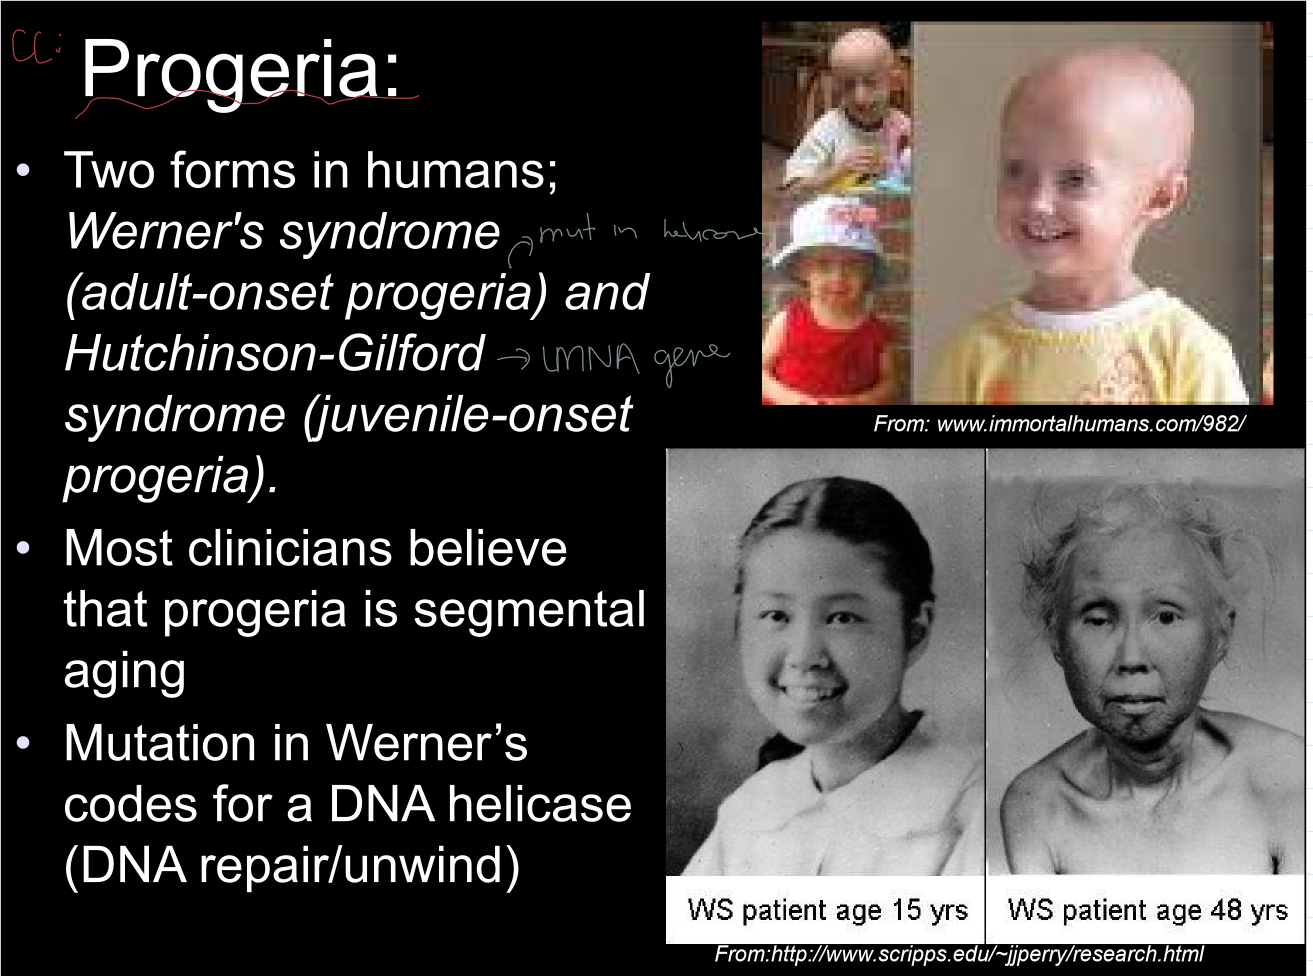 CC:
Progeria:
• Two forms in humans;
Werner's syndrome
mut in helicase
(adult-onset progeria) and
Hutchinson-Gilford
→ LMNA gene
syndrome (juvenile-onset
progeria).
• Most clinicians believe
that progeria is segmental
aging
• Mutation in Werner’s
codes for a DNA helicase
(DNA repair/unwind)
From: www.immortalhumans.com/982/
WS patient age 15 yrs
WS patient age 48 yrs
From:http://www.scripps.edu/~jjperry/research.html